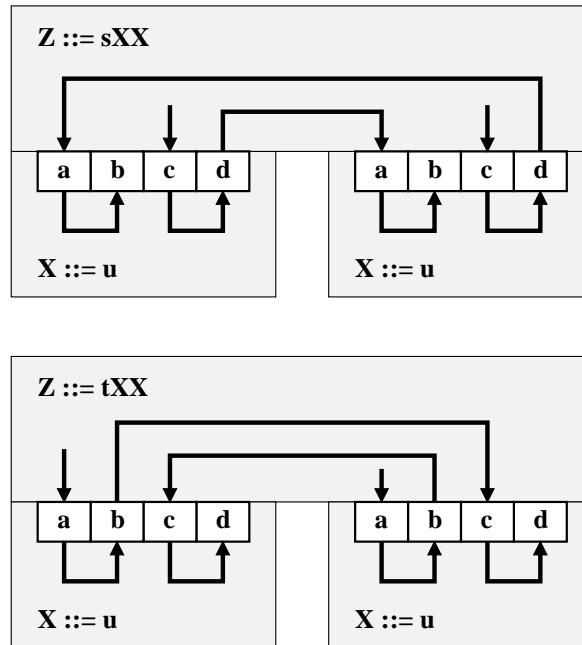 Z ::= sXX
a b c d a b c d
X ::= u X ::= u
Z ::= tXX
a b c d a b c d
X ::= u X ::= u